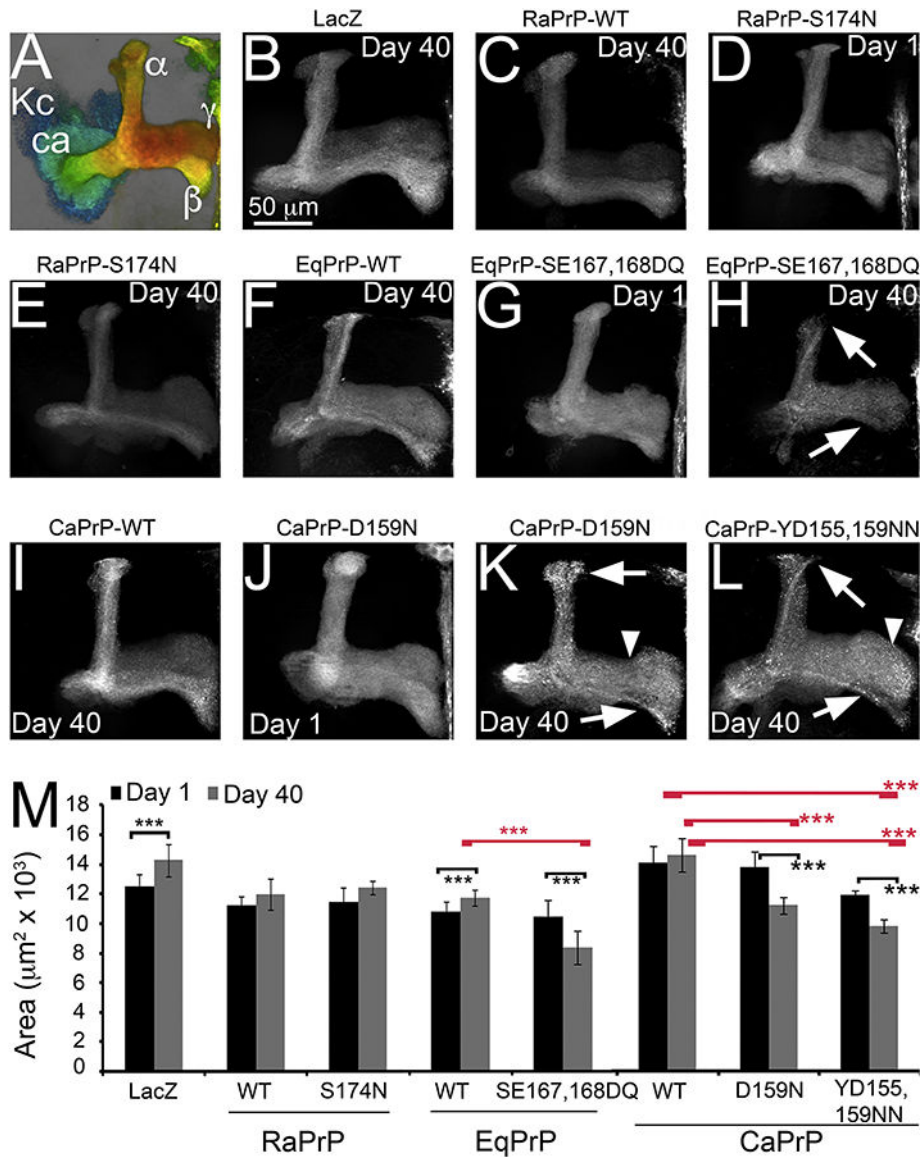 LacZ RaPrP-WT RaPrP-S174N
A Kc ca α γ β
B Day 40
50 μm
C Day 40
D Day 1
RaPrP-S174N EqPrP-WT EqPrP-SE167,168DQ EqPrP-SE167,168DQ
E Day 40
F Day 40
G Day 1
H Day 40
CaPrP-WT CaPrP-D159N CaPrP-D159N CaPrP-YD155,159NN
I
Day 40
J
Day 1
K
Day 40
L
Day 40
M Day 1 Day 40
Area (μm² x 10³)
18
16
14
12
10
8
6
4
2
0
*** *** *** *** *** *** *** *** ***
LacZ WT S174N WT SE167,168DQ WT D159N YD155,
159NN
RaPrP EqPrP CaPrP